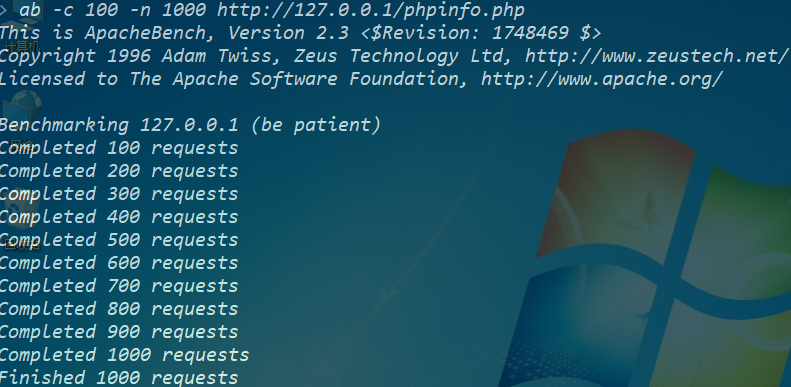 > ab -c 100 -n 1000 http://127.0.0.1/phpinfo.php
This is ApacheBench, Version 2.3 <$Revision: 1748469 $>
Copyright 1996 Adam Twiss, Zeus Technology Ltd, http://www.zeustech.net/
Licensed to The Apache Software Foundation, http://www.apache.org/
Benchmarking 127.0.0.1 (be patient)
Completed 100 requests
Completed 200 requests
Completed 300 requests
Completed 400 requests
Completed 500 requests
Completed 600 requests
Completed 700 requests
Completed 800 requests
Completed 900 requests
Completed 1000 requests
Finished 1000 requests
计算机